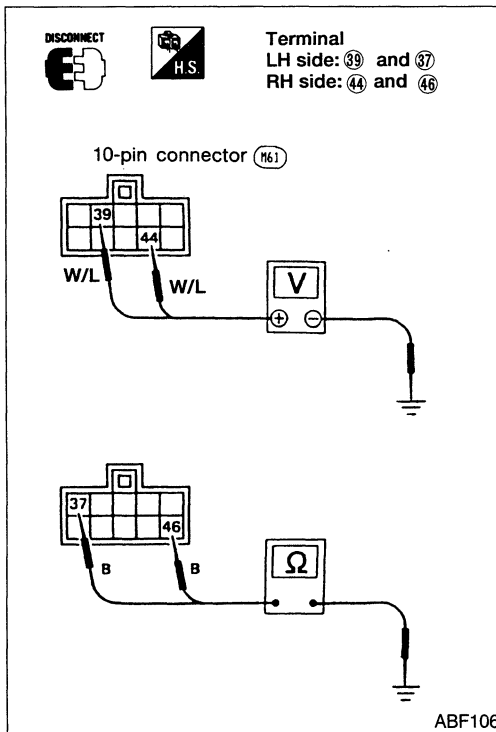 DISCONNECT
H.S.
Terminal
LH side: ㊴ and ㊲
RH side: ㊹ and ㊻
10-pin connector (M61)
39
44
W/L
W/L
V
⊕ ⊖
37
46
B
B
Ω
ABF106